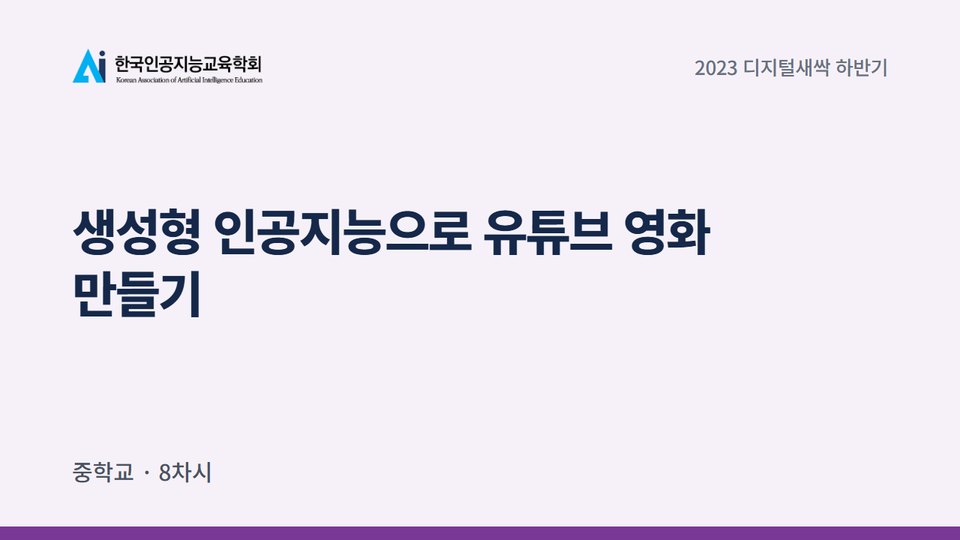 한국인공지능교육학회
Korean Association of Artificial Intelligence Education
2023 디지털새싹 하반기
생성형 인공지능으로 유튜브 영화
만들기
중학교 · 8차시